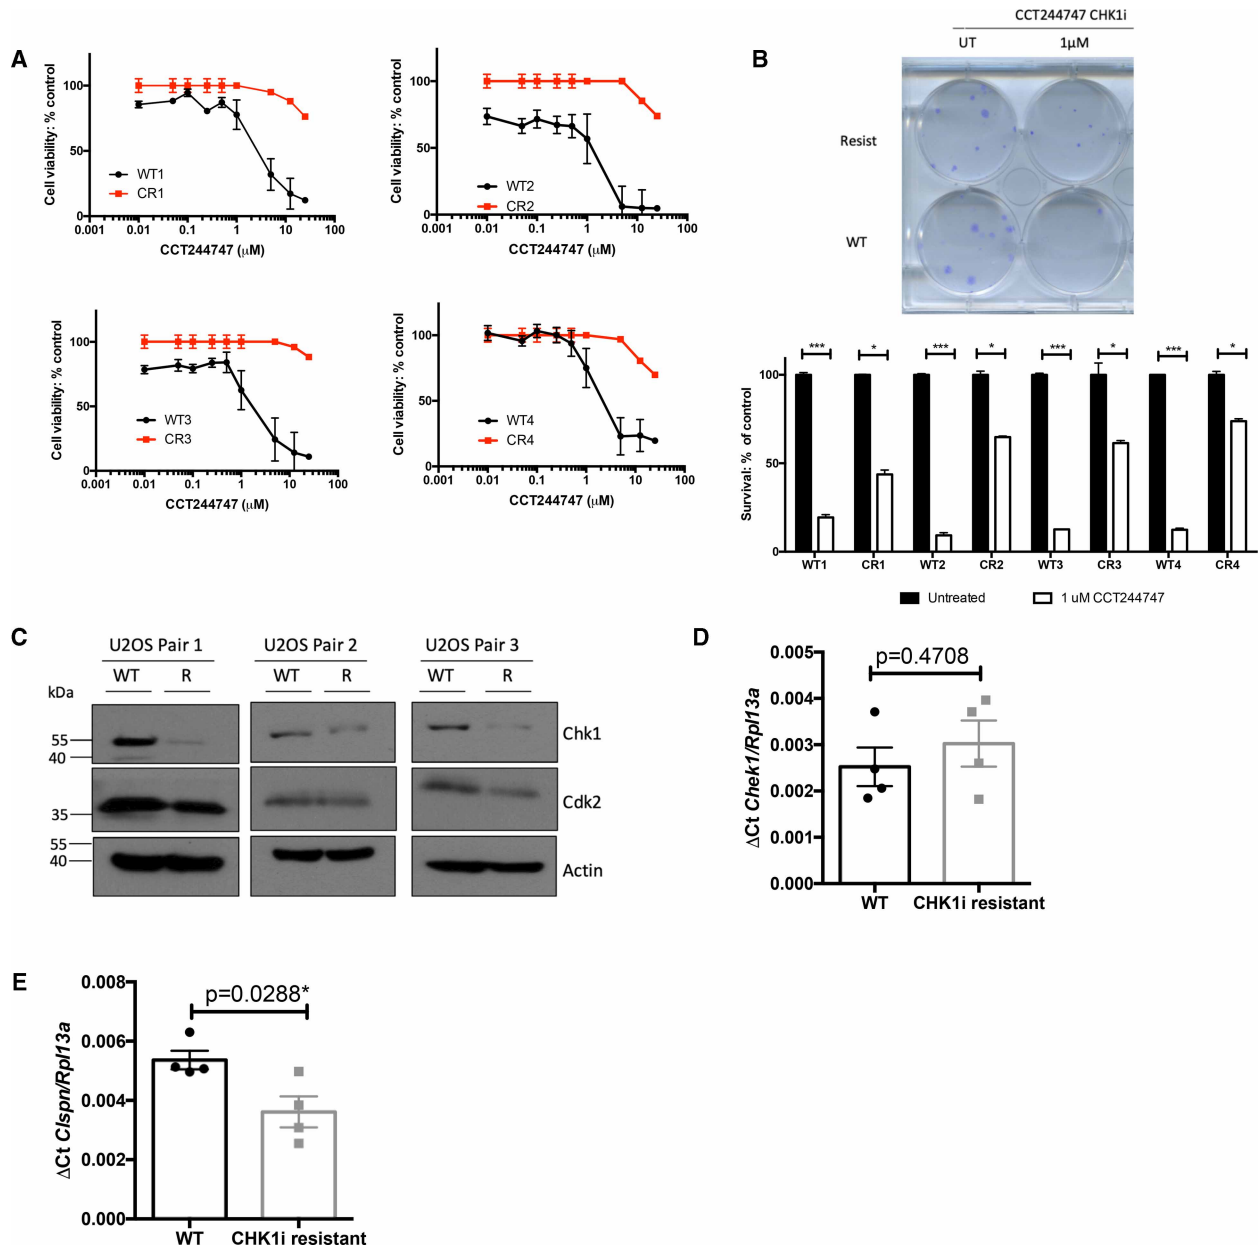 A
Cell viability: % control
100
50
0
WT1
CR1
0.001 0.01 0.1 1 10 100
CCT244747 (μM)
Cell viability: % control
100
50
0
WT2
CR2
0.001 0.01 0.1 1 10 100
CCT244747 (μM)
Cell viability: % control
100
50
0
WT3
CR3
0.001 0.01 0.1 1 10 100
CCT244747 (μM)
Cell viability: % control
100
50
0
WT4
CR4
0.001 0.01 0.1 1 10 100
CCT244747 (μM)
B
CCT244747 CHK1i
UT 1μM
Resist
WT
*** * *** * *** * *** *
Survival: % of control
100
50
0
WT1 CR1 WT2 CR2 WT3 CR3 WT4 CR4
Untreated 1 uM CCT244747
C
U2OS Pair 1 U2OS Pair 2 U2OS Pair 3
WT R WT R WT R
kDa
55
40
Chk1
35
Cdk2
55
40
Actin
D
ΔCt Chek1/Rpl13a
0.005
0.004
0.003
0.002
0.001
0.000
p=0.4708
WT CHK1i resistant
E
ΔCt Clspn/Rpl13a
0.008
0.006
0.004
0.002
0.000
p=0.0288*
WT CHK1i resistant